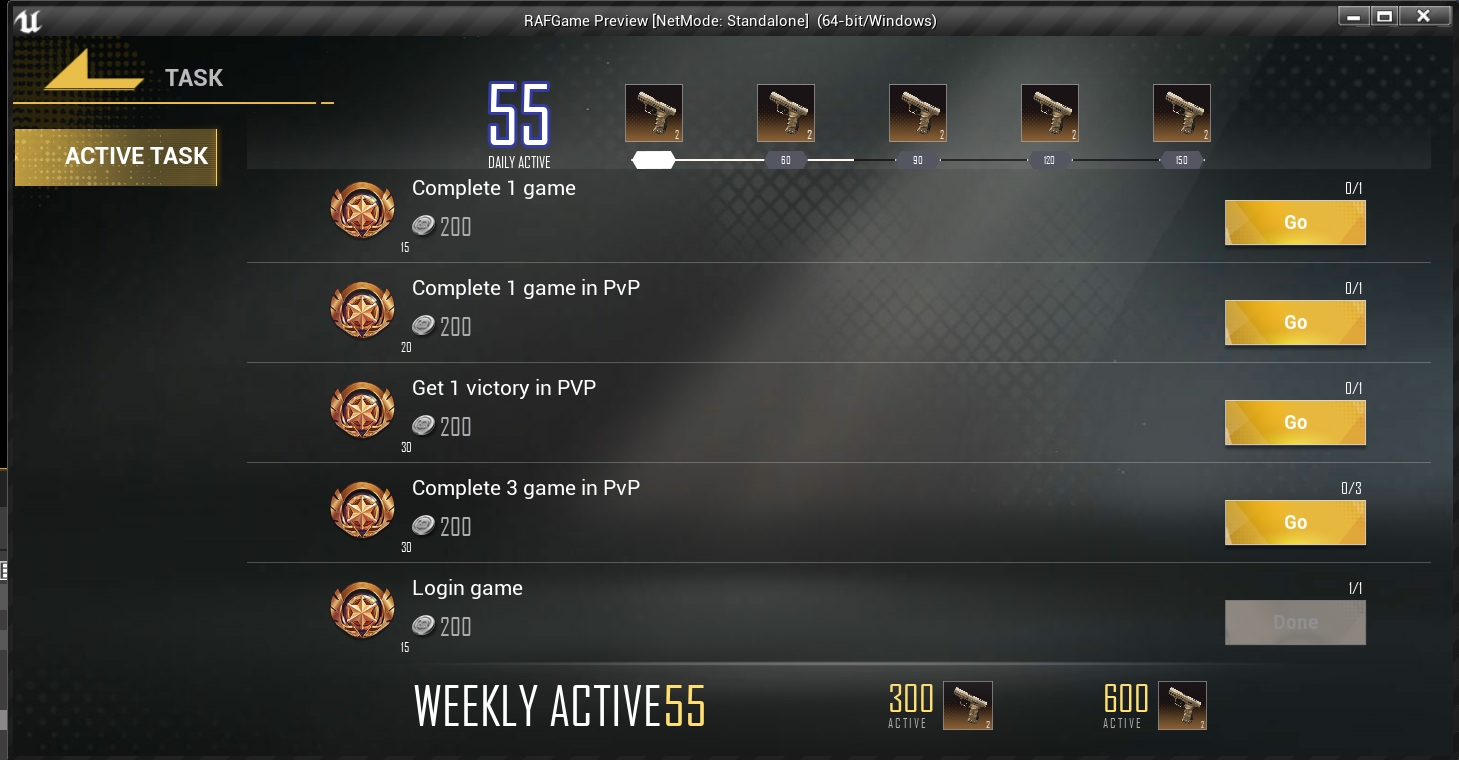 RAFGame Preview [NetMode: Standalone] (64-bit/Windows)
TASK
ACTIVE TASK
55
DAILY ACTIVE
2 2 2 2 2
60 90 120 150
Complete 1 game
0/1
200
Go
15
Complete 1 game in PvP
0/1
200
Go
20
Get 1 victory in PVP
0/1
200
Go
30
Complete 3 game in PvP
0/3
200
Go
30
Login game
1/1
200
Done
15
WEEKLY ACTIVE55
300
ACTIVE
2
600
ACTIVE
2